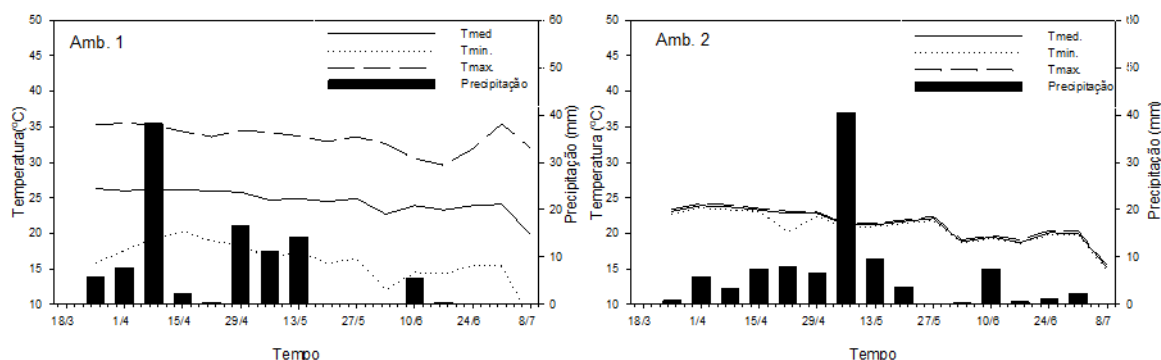 Amb. 1
Tmed
Tmin.
Tmax.
Precipitação
Temperatura(ºC)
50
45
40
35
30
25
20
15
10
60
50
40
30
20
10
0
Precipitação (mm)
18/3 1/4 15/4 29/4 13/5 27/5 10/6 24/6 8/7
Tempo
Amb. 2
Tmed.
Tmin.
Tmax.
Precipitação
Temperatura (ºC)
50
45
40
35
30
25
20
15
10
60
50
40
30
20
10
0
Precipitação (mm)
18/3 1/4 15/4 29/4 13/5 27/5 10/6 24/6 8/7
Tempo